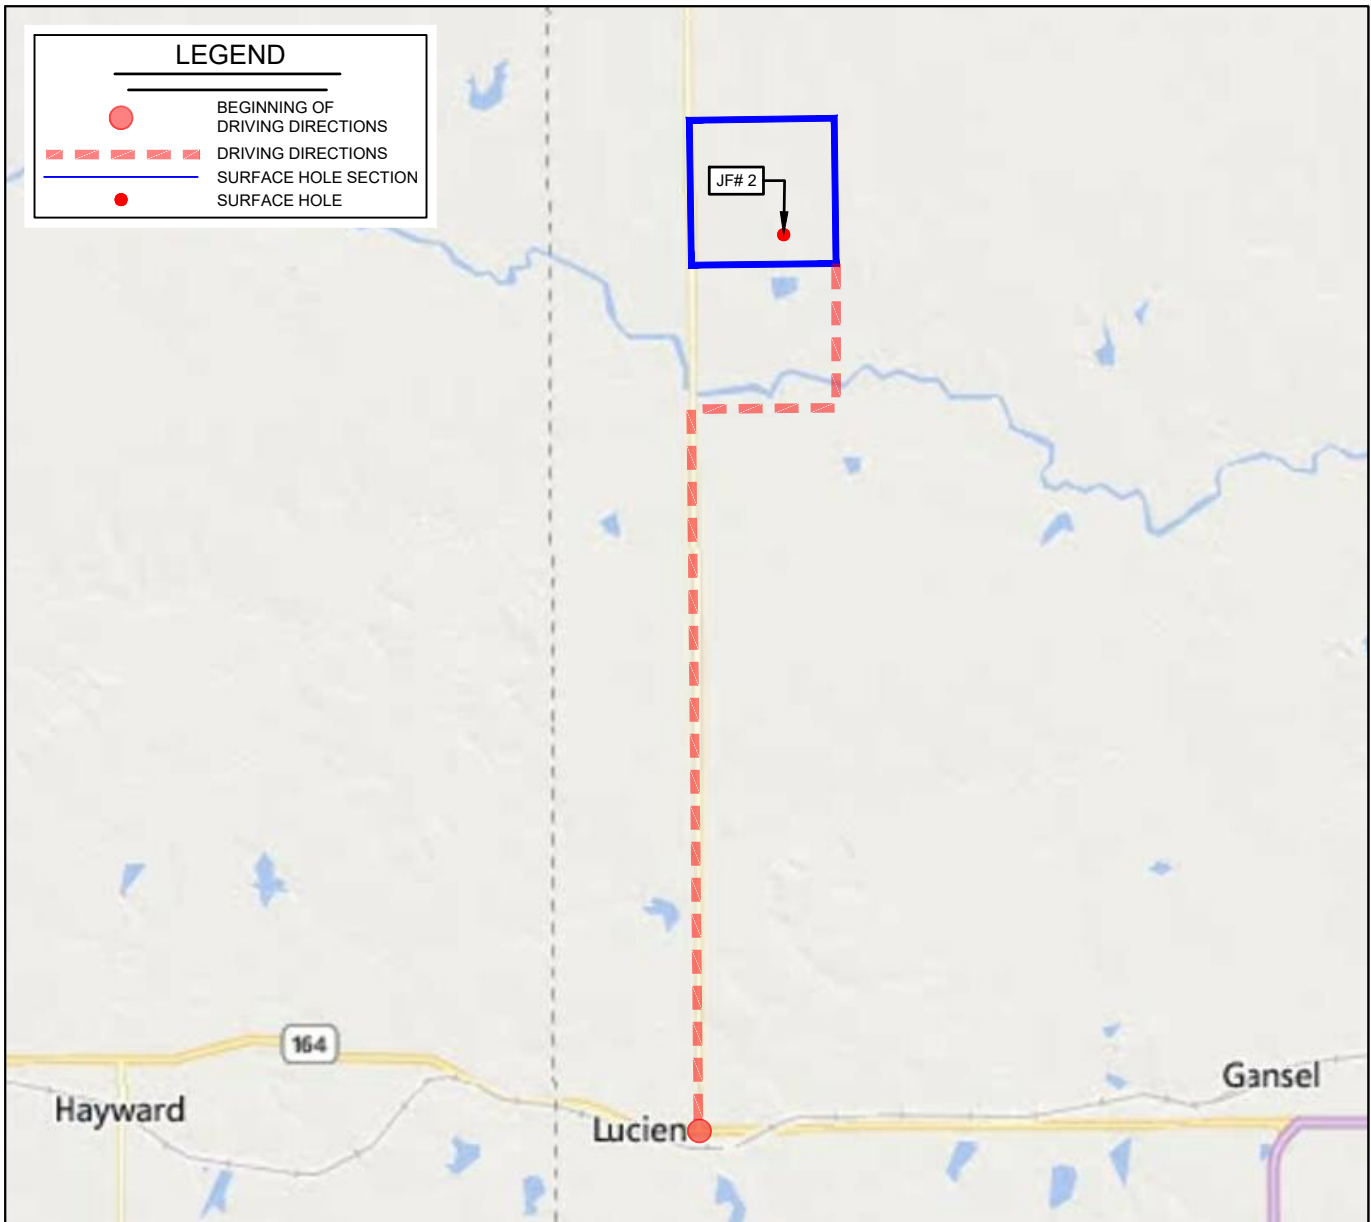 LEGEND
BEGINNING OF
DRIVING DIRECTIONS
DRIVING DIRECTIONS
SURFACE HOLE SECTION
SURFACE HOLE
JF# 2
164
Gansel
Hayward
Lucien